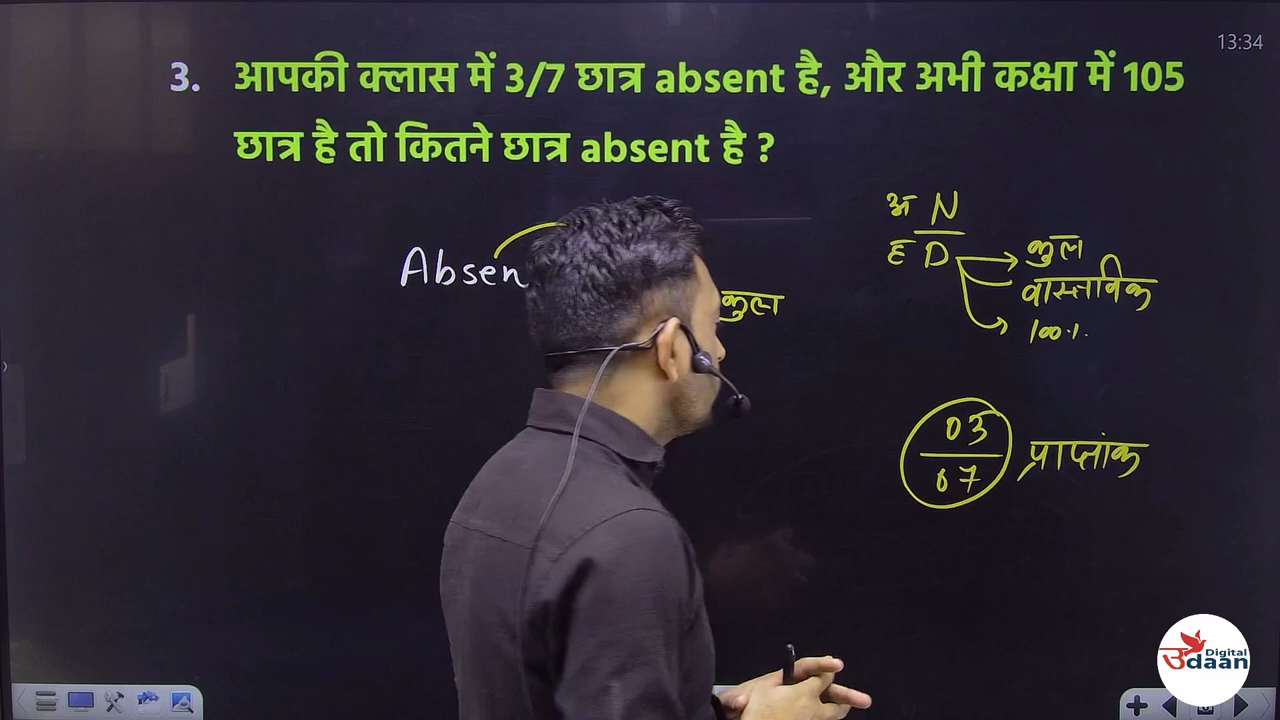 13:34
3. आपकी क्लास में 3/7 छात्र absent है, और अभी कक्षा में 105
छात्र है तो कितने छात्र absent है ?
अ N
ह D
कुल
वास्तविक
100%
Absen
कुल
03
07
प्राप्तांक
Digital
उdaan